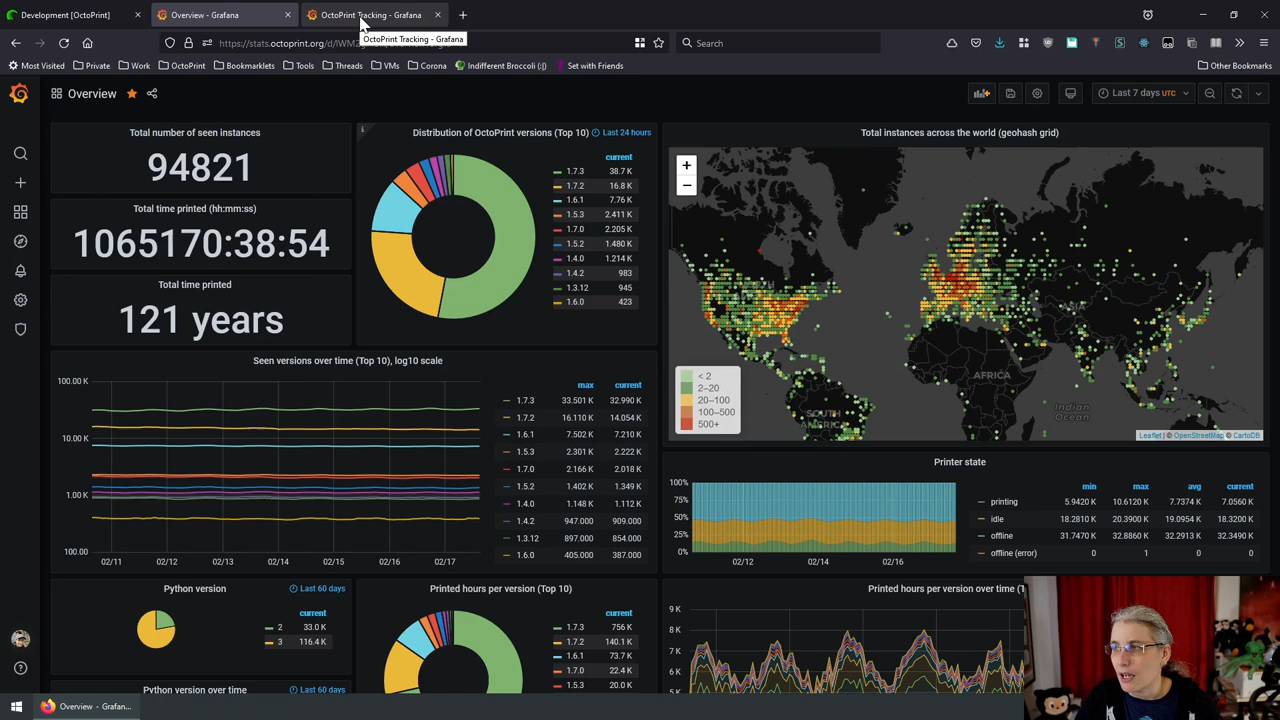 Development [OctoPrint]
Overview - Grafana
OctoPrint Tracking - Grafana
OctoPrint Tracking - Grafana
https://stats.octoprint.org/d/
Search
Most Visited
Private
Work
OctoPrint
Bookmarklets
Tools
Threads
VMs
Corona
Indifferent Broccoli (:|)
Set with Friends
Other Bookmarks
Overview
Last 7 days UTC
Total number of seen instances
94821
Total time printed (hh:mm:ss)
1065170:38:54
Total time printed
121 years
Distribution of OctoPrint versions (Top 10)
Last 24 hours
current
1.7.3 38.7 K
1.7.2 16.8 K
1.6.1 7.76 K
1.5.3 2.411 K
1.7.0 2.205 K
1.5.2 1.480 K
1.4.0 1.214 K
1.4.2 983
1.3.12 945
1.6.0 423
Total instances across the world (geohash grid)
+
−
AFRICA
SOUTH
AMERICA
Indian
Ocean
< 2
2–20
20–100
100–500
500+
Leaflet | © OpenStreetMap © CartoDB
Seen versions over time (Top 10), log10 scale
100.00 K
10.00 K
1.00 K
100.00
02/11 02/12 02/13 02/14 02/15 02/16 02/17
max current
1.7.3 33.501 K 32.990 K
1.7.2 16.110 K 14.054 K
1.6.1 7.502 K 7.210 K
1.5.3 2.301 K 2.222 K
1.7.0 2.166 K 2.018 K
1.5.2 1.402 K 1.349 K
1.4.0 1.148 K 1.112 K
1.4.2 947.000 909.000
1.3.12 897.000 854.000
1.6.0 405.000 387.000
Printer state
100%
75%
50%
25%
0%
02/12 02/14 02/16
min max avg current
printing 5.9420 K 10.6120 K 7.7374 K 7.0560 K
idle 18.2810 K 20.3900 K 19.0954 K 18.3200 K
offline 31.7470 K 32.8860 K 32.2913 K 32.3490 K
offline (error) 0 1 0 0
Python version
Last 60 days
current
2 33.0 K
3 116.4 K
Python version over time
Last 60 days
Printed hours per version (Top 10)
current
1.7.3 756 K
1.7.2 140.1 K
1.6.1 73.7 K
1.7.0 22.4 K
1.5.3 20.0 K
Printed hours per version over time (T
9 K
8 K
7 K
6 K
Overview - Grafan...